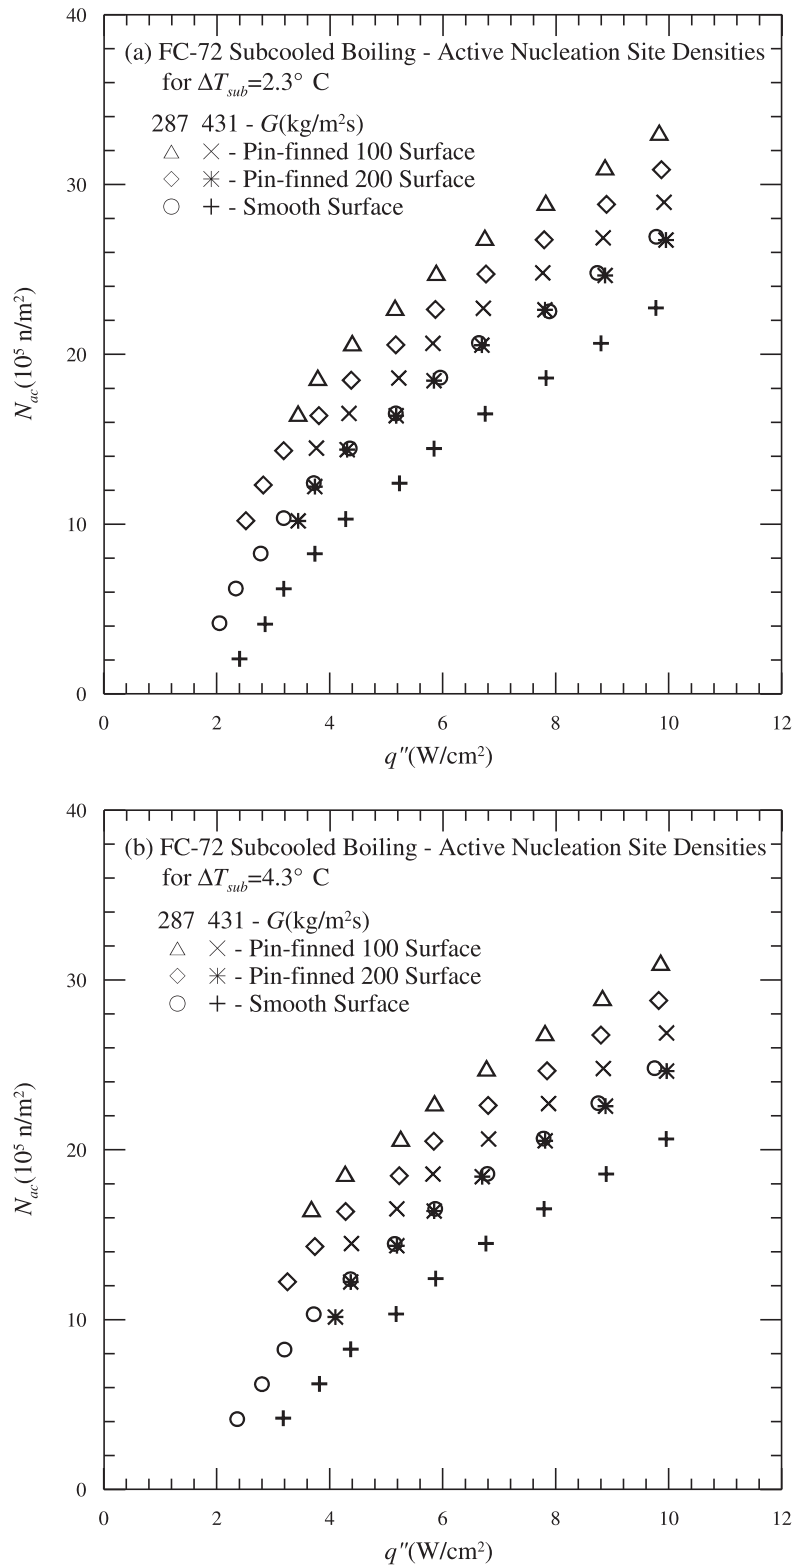 40
(a) FC-72 Subcooled Boiling - Active Nucleation Site Densities
for ΔTsub=2.3° C
287 431 - G(kg/m²s)
△ × - Pin-finned 100 Surface
◇ ✳ - Pin-finned 200 Surface
○ + - Smooth Surface
30
20
10
0
Nac(10⁵ n/m²)
0 2 4 6 8 10 12
q″(W/cm²)
40
(b) FC-72 Subcooled Boiling - Active Nucleation Site Densities
for ΔTsub=4.3° C
287 431 - G(kg/m²s)
△ × - Pin-finned 100 Surface
◇ ✳ - Pin-finned 200 Surface
○ + - Smooth Surface
30
20
10
0
Nac(10⁵ n/m²)
0 2 4 6 8 10 12
q″(W/cm²)